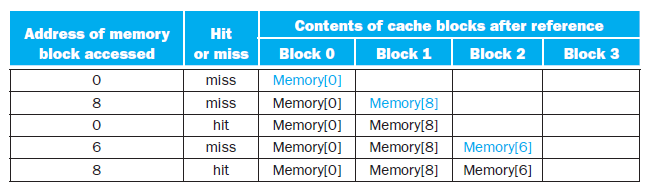 Address of memory block accessed Hit or miss Contents of cache blocks after reference
Block 0 Block 1 Block 2 Block 3
0 miss Memory[0]
8 miss Memory[0] Memory[8]
0 hit Memory[0] Memory[8]
6 miss Memory[0] Memory[8] Memory[6]
8 hit Memory[0] Memory[8] Memory[6]